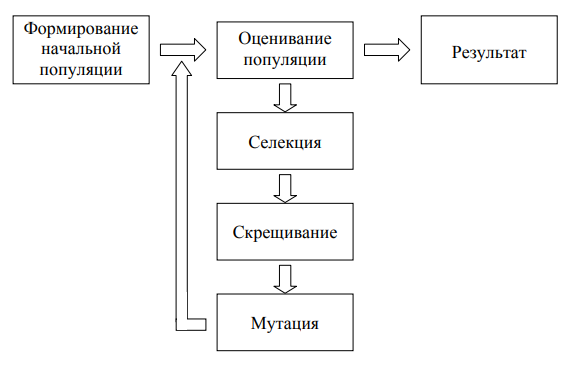 Формирование
начальной
популяции
Оценивание
популяции
Результат
Селекция
Скрещивание
Мутация